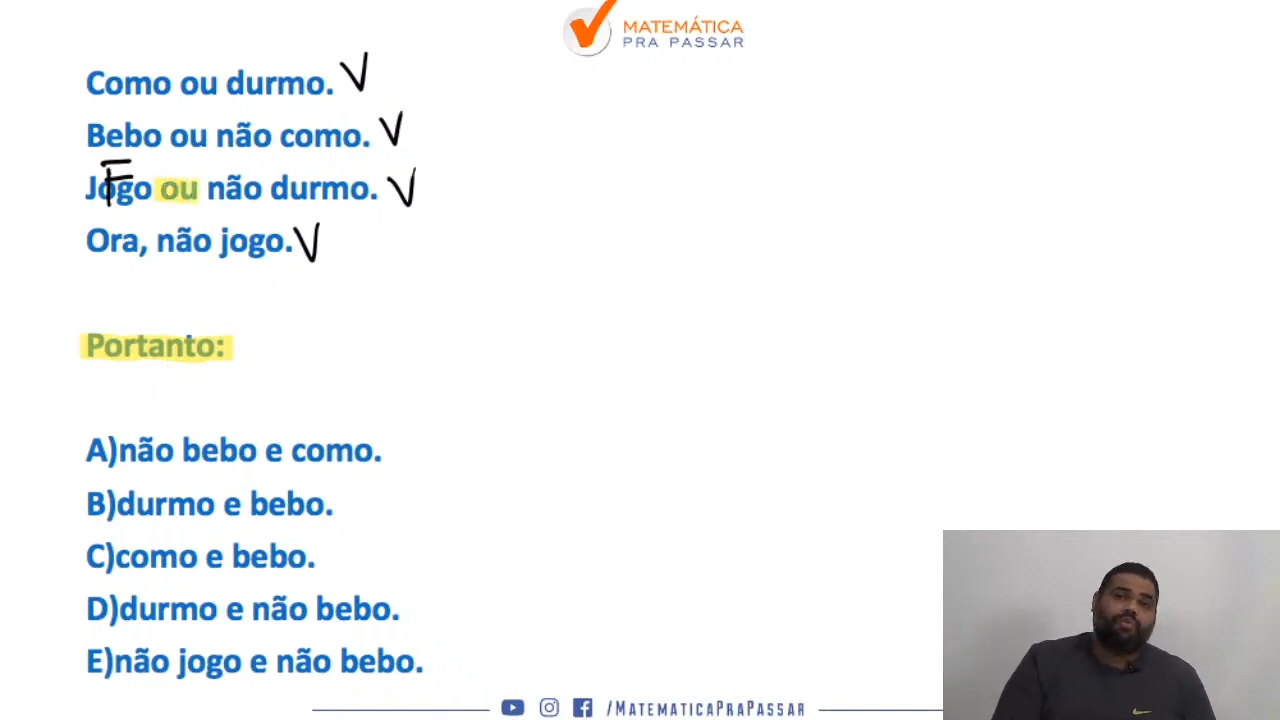 MATEMÁTICA
PRA PASSAR
Como ou durmo. V
Bebo ou não como. V
F
Jogo ou não durmo. V
Ora, não jogo. V
Portanto:
A)não bebo e como.
B)durmo e bebo.
C)como e bebo.
D)durmo e não bebo.
E)não jogo e não bebo.
/MATEMATICAPRAPASSAR